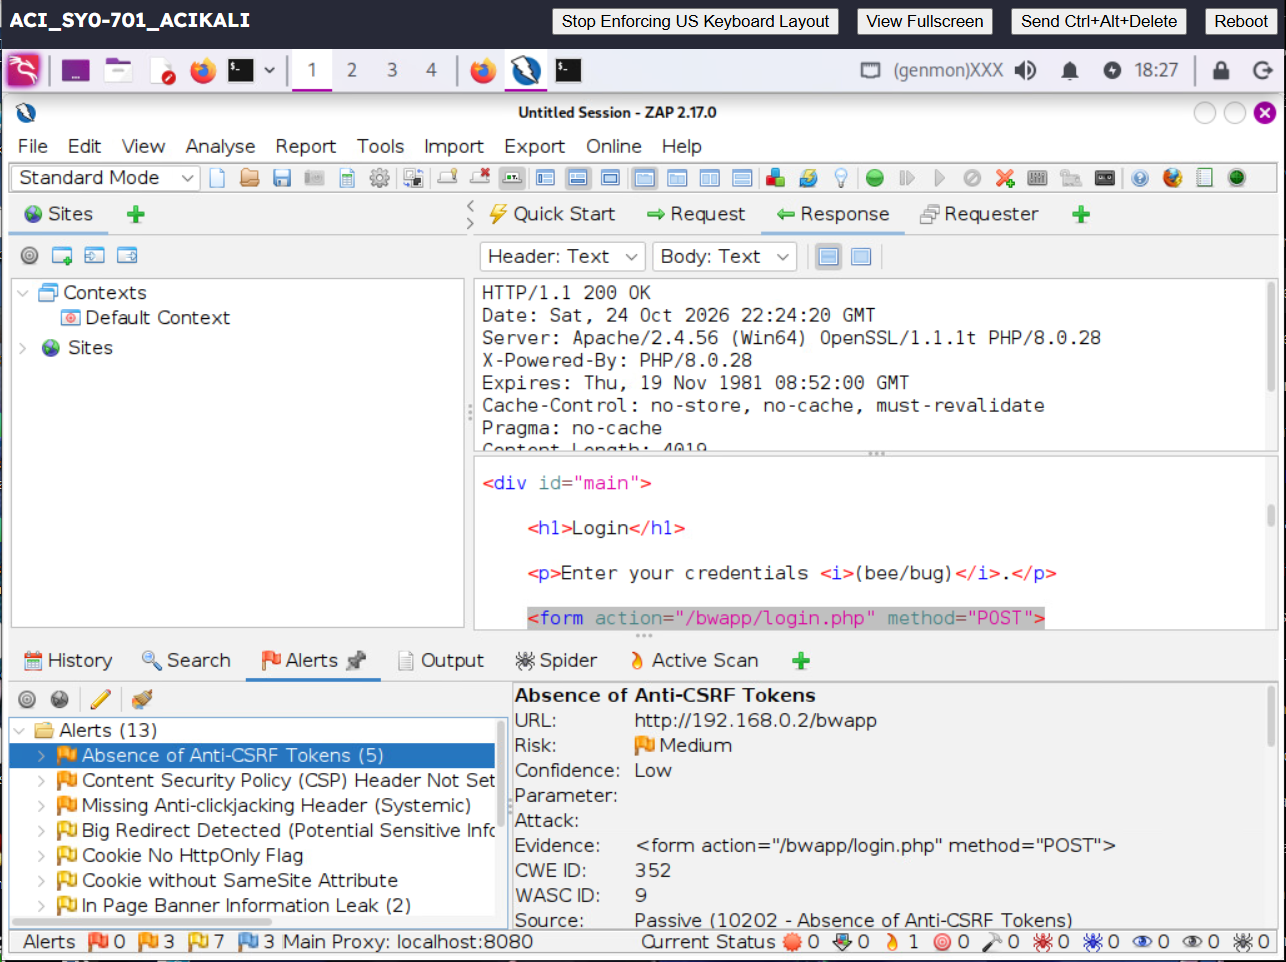 ACI_SY0-701_ACIKALI
Stop Enforcing US Keyboard Layout
View Fullscreen
Send Ctrl+Alt+Delete
Reboot
1 2 3 4
(genmon)XXX
18:27
Untitled Session - ZAP 2.17.0
File Edit View Analyse Report Tools Import Export Online Help
Standard Mode
Sites
Quick Start
Request
Response
Requester
Header: Text
Body: Text
Contexts
Default Context
Sites
HTTP/1.1 200 OK
Date: Sat, 24 Oct 2026 22:24:20 GMT
Server: Apache/2.4.56 (Win64) OpenSSL/1.1.1t PHP/8.0.28
X-Powered-By: PHP/8.0.28
Expires: Thu, 19 Nov 1981 08:52:00 GMT
Cache-Control: no-store, no-cache, must-revalidate
Pragma: no-cache
Content-Length: 4019
<div id="main">
<h1>Login</h1>
<p>Enter your credentials <i>(bee/bug)</i>.</p>
<form action="/bwapp/login.php" method="POST">
History
Search
Alerts
Output
Spider
Active Scan
Alerts (13)
Absence of Anti-CSRF Tokens (5)
Content Security Policy (CSP) Header Not Set
Missing Anti-clickjacking Header (Systemic)
Big Redirect Detected (Potential Sensitive Info
Cookie No HttpOnly Flag
Cookie without SameSite Attribute
In Page Banner Information Leak (2)
Absence of Anti-CSRF Tokens
URL: http://192.168.0.2/bwapp
Risk: Medium
Confidence: Low
Parameter:
Attack:
Evidence: <form action="/bwapp/login.php" method="POST">
CWE ID: 352
WASC ID: 9
Source: Passive (10202 - Absence of Anti-CSRF Tokens)
Alerts 0 3 7 3 Main Proxy: localhost:8080
Current Status 0 0 1 0 0 0 0 0 0 0